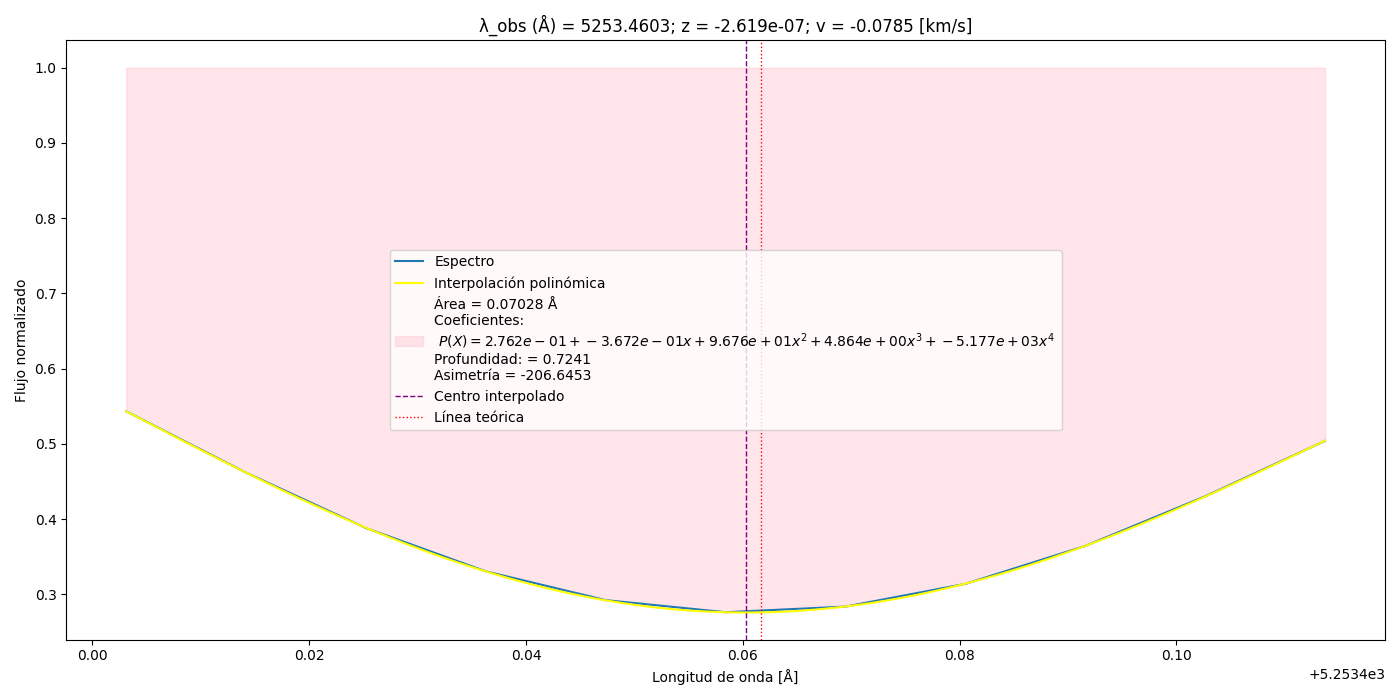 λ_obs (Å) = 5253.4603; z = -2.619e-07; v = -0.0785 [km/s]
Flujo normalizado
1.0
0.9
0.8
0.7
0.6
0.5
0.4
0.3
Espectro
Interpolación polinómica
Área = 0.07028 Å
Coeficientes:
P(X) = 2.762e − 01 + − 3.672e − 01x + 9.676e + 01x² + 4.864e + 00x³ + − 5.177e + 03x⁴
Profundidad: = 0.7241
Asimetría = -206.6453
Centro interpolado
Línea teórica
0.00 0.02 0.04 0.06 0.08 0.10
+5.2534e3
Longitud de onda [Å]